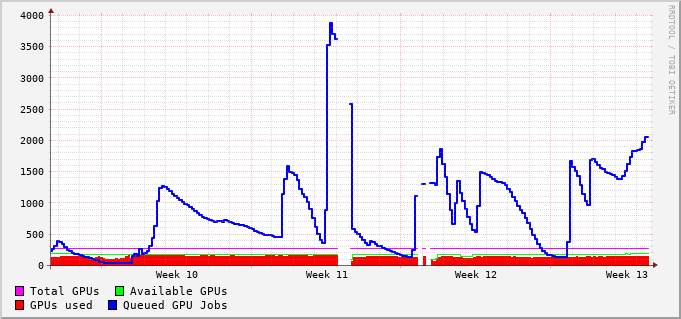 4000
3500
3000
2500
2000
1500
1000
500
0
Week 10 Week 11 Week 12 Week 13
Total GPUs Available GPUs
GPUs used Queued GPU Jobs
RRDTOOL / TOBI OETIKER